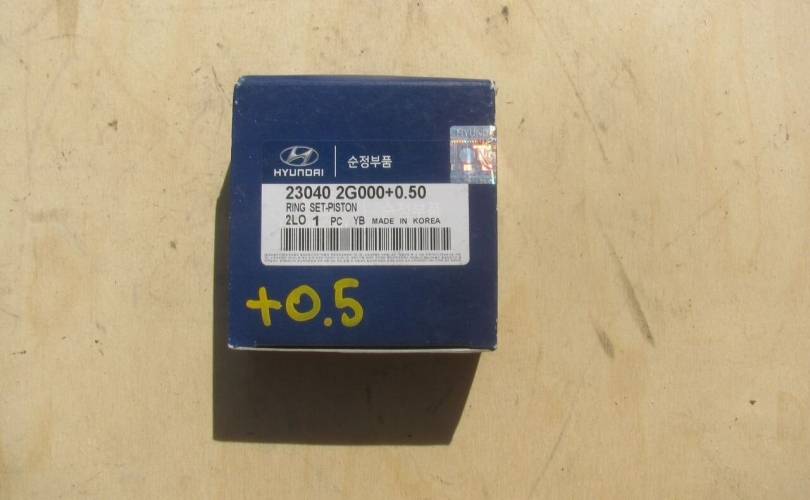 HYUNDAI
순정부품
HYUND
23040 2G000+0.50
RING SET-PISTON
2LO 1 PC YB MADE IN KOREA
+0.5